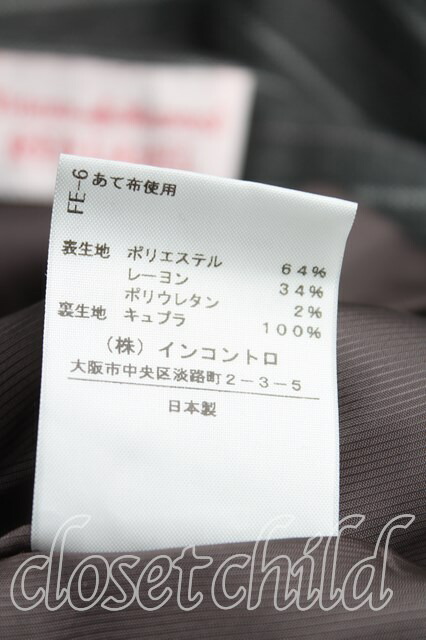 FE-6 あて布使用
表生地 ポリエステル 64%
レーヨン 34%
ポリウレタン 2%
裏生地 キュプラ 100%
(株) インコントロ
大阪市中央区淡路町2-3-5
日本製
closetchild